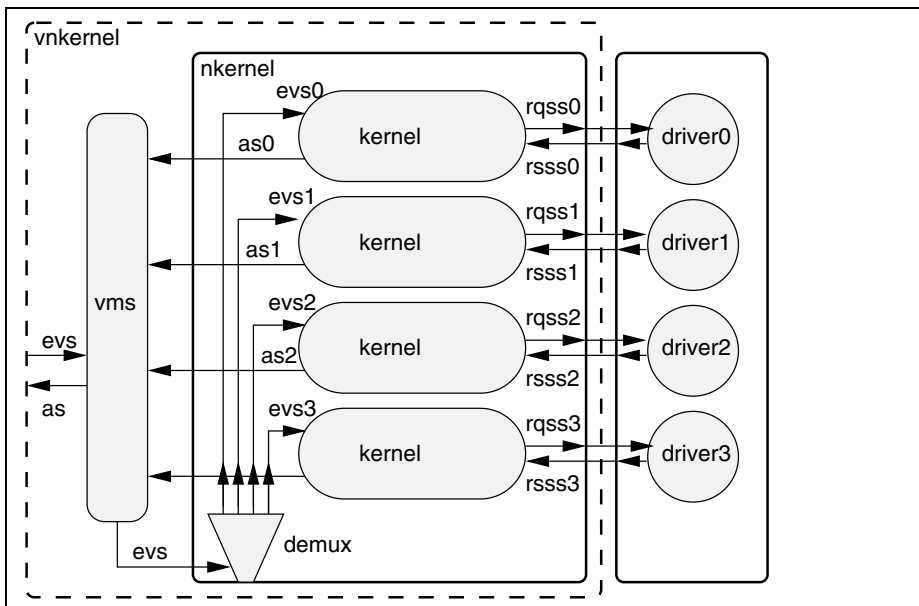 vnkernel
nkernel
evs0
rqss0
kernel
driver0
as0
rsss0
evs1
rqss1
kernel
driver1
as1
rsss1
evs2
rqss2
vms
kernel
driver2
evs
as2
rsss2
as
evs3
rqss3
kernel
driver3
rsss3
demux
evs